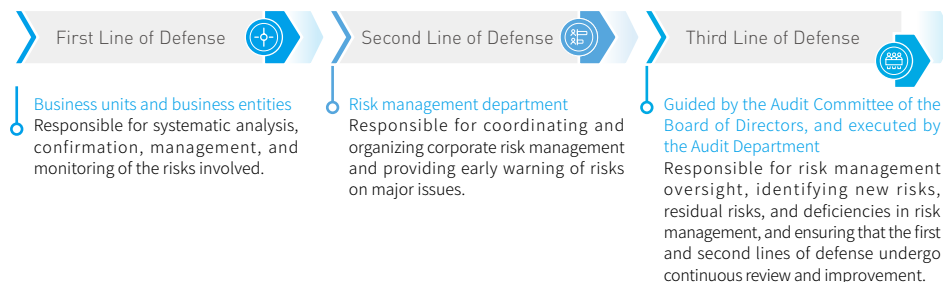 First Line of Defense
Second Line of Defense
Third Line of Defense
Business units and business entities
Responsible for systematic analysis,
confirmation, management, and
monitoring of the risks involved.
Risk management department
Responsible for coordinating and
organizing corporate risk management
and providing early warning of risks
on major issues.
Guided by the Audit Committee of the
Board of Directors, and executed by
the Audit Department
Responsible for risk management
oversight, identifying new risks,
residual risks, and deficiencies in risk
management, and ensuring that the first
and second lines of defense undergo
continuous review and improvement.